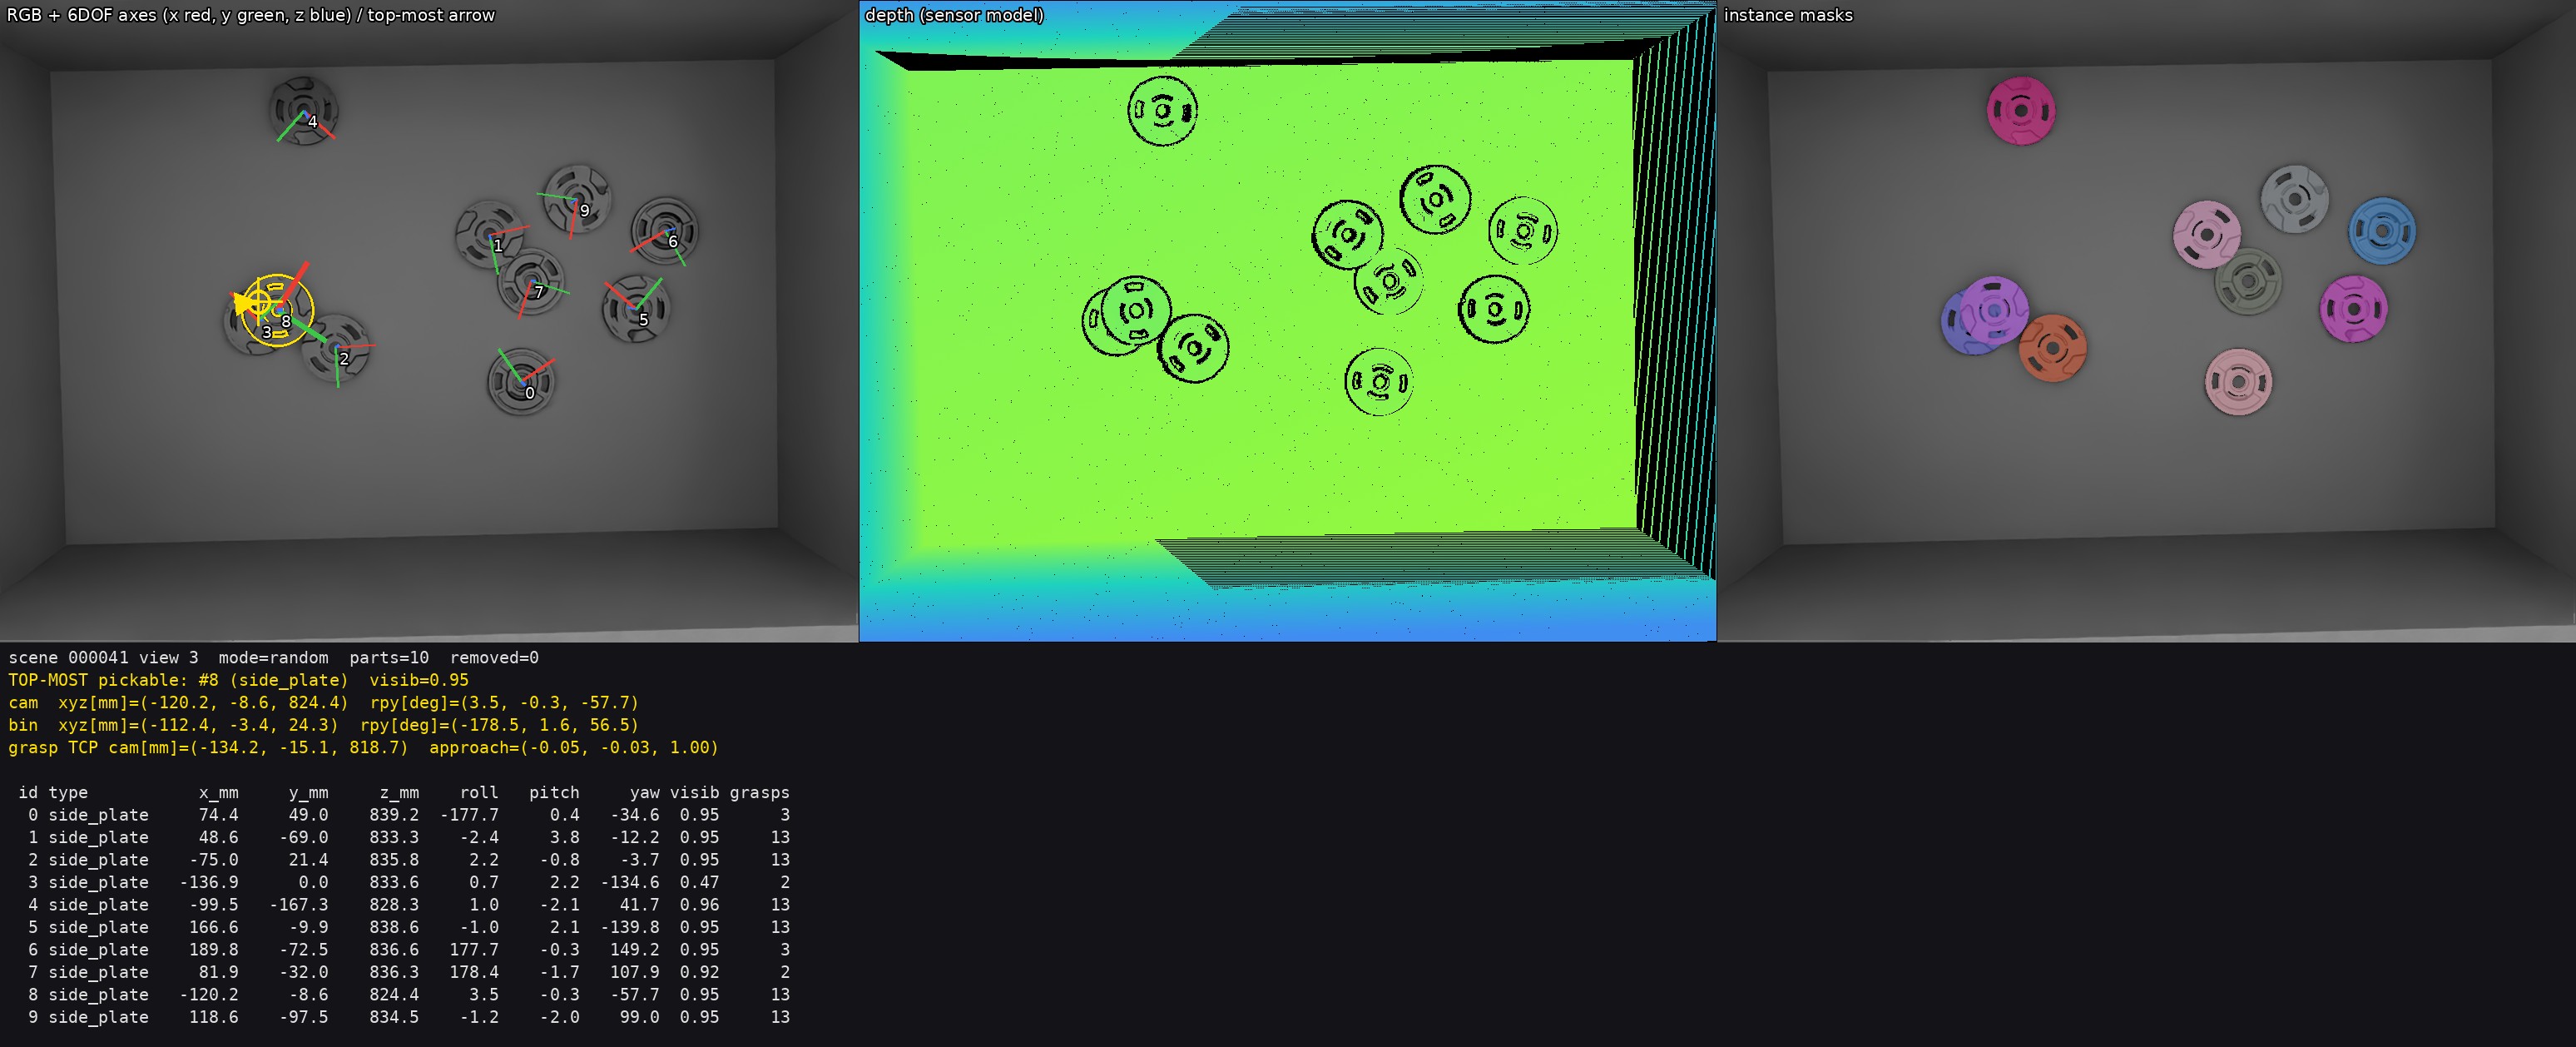 RGB + 6DOF axes (x red, y green, z blue) / top-most arrow
depth (sensor model)
instance masks
4
9
1
6
7
8
3
5
2
0
scene 000041 view 3 mode=random parts=10 removed=0
TOP-MOST pickable: #8 (side_plate) visib=0.95
cam xyz[mm]=(-120.2, -8.6, 824.4) rpy[deg]=(3.5, -0.3, -57.7)
bin xyz[mm]=(-112.4, -3.4, 24.3) rpy[deg]=(-178.5, 1.6, 56.5)
grasp TCP cam[mm]=(-134.2, -15.1, 818.7) approach=(-0.05, -0.03, 1.00)
id type x_mm y_mm z_mm roll pitch yaw visib grasps
0 side_plate 74.4 49.0 839.2 -177.7 0.4 -34.6 0.95 3
1 side_plate 48.6 -69.0 833.3 -2.4 3.8 -12.2 0.95 13
2 side_plate -75.0 21.4 835.8 2.2 -0.8 -3.7 0.95 13
3 side_plate -136.9 0.0 833.6 0.7 2.2 -134.6 0.47 2
4 side_plate -99.5 -167.3 828.3 1.0 -2.1 41.7 0.96 13
5 side_plate 166.6 -9.9 838.6 -1.0 2.1 -139.8 0.95 13
6 side_plate 189.8 -72.5 836.6 177.7 -0.3 149.2 0.95 3
7 side_plate 81.9 -32.0 836.3 178.4 -1.7 107.9 0.92 2
8 side_plate -120.2 -8.6 824.4 3.5 -0.3 -57.7 0.95 13
9 side_plate 118.6 -97.5 834.5 -1.2 -2.0 99.0 0.95 13